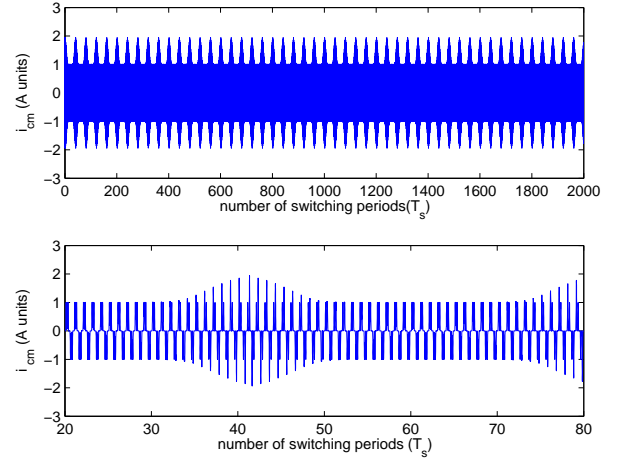 3
2
1
0
−1
−2
−3
i_cm (A units)
0 200 400 600 800 1000 1200 1400 1600 1800 2000
number of switching periods(T_s)
3
2
1
0
−1
−2
−3
i_cm (A units)
20 30 40 50 60 70 80
number of switching periods (T_s)